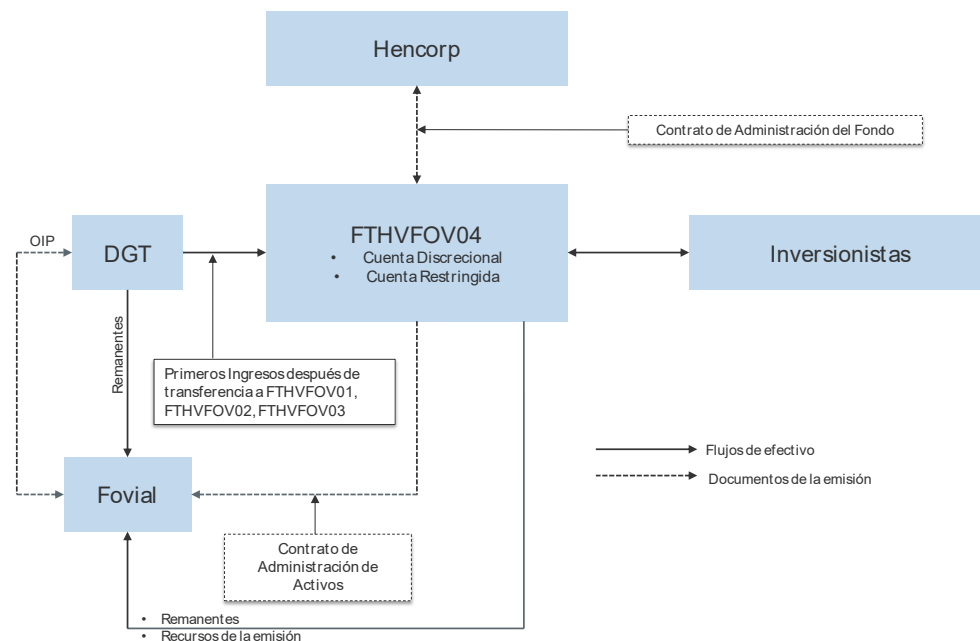 Hencorp
Contrato de Administración del Fondo
OIP
DGT
FTHVFOV04
• Cuenta Discrecional
• Cuenta Restringida
Inversionistas
Remanentes
Primeros Ingresos después de
transferencia a FTHVFOV01,
FTHVFOV02, FTHVFOV03
Flujos de efectivo
Documentos de la emisión
Fovial
Contrato de
Administración de
Activos
• Remanentes
• Recursos de la emisión